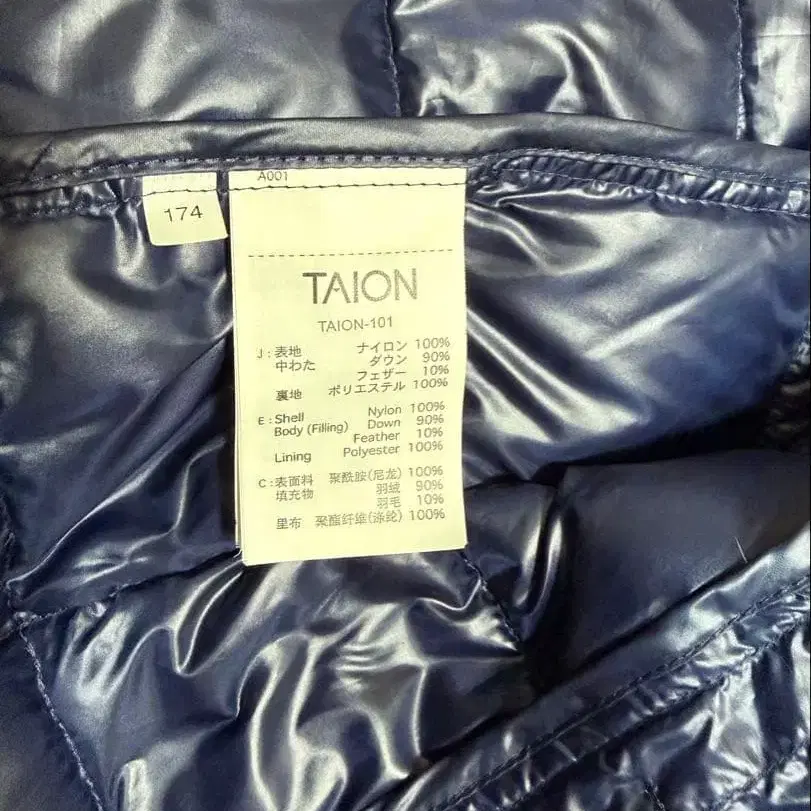 A001
174
TAION
TAION-101
J : 表地 ナイロン 100%
中わた ダウン 90%
フェザー 10%
裏地 ポリエステル 100%
E : Shell Nylon 100%
Body (Filling) Down 90%
Feather 10%
Lining Polyester 100%
C : 表面料 聚酰胺(尼龙) 100%
填充物 羽绒 90%
羽毛 10%
里布 聚酯纤维(涤纶) 100%